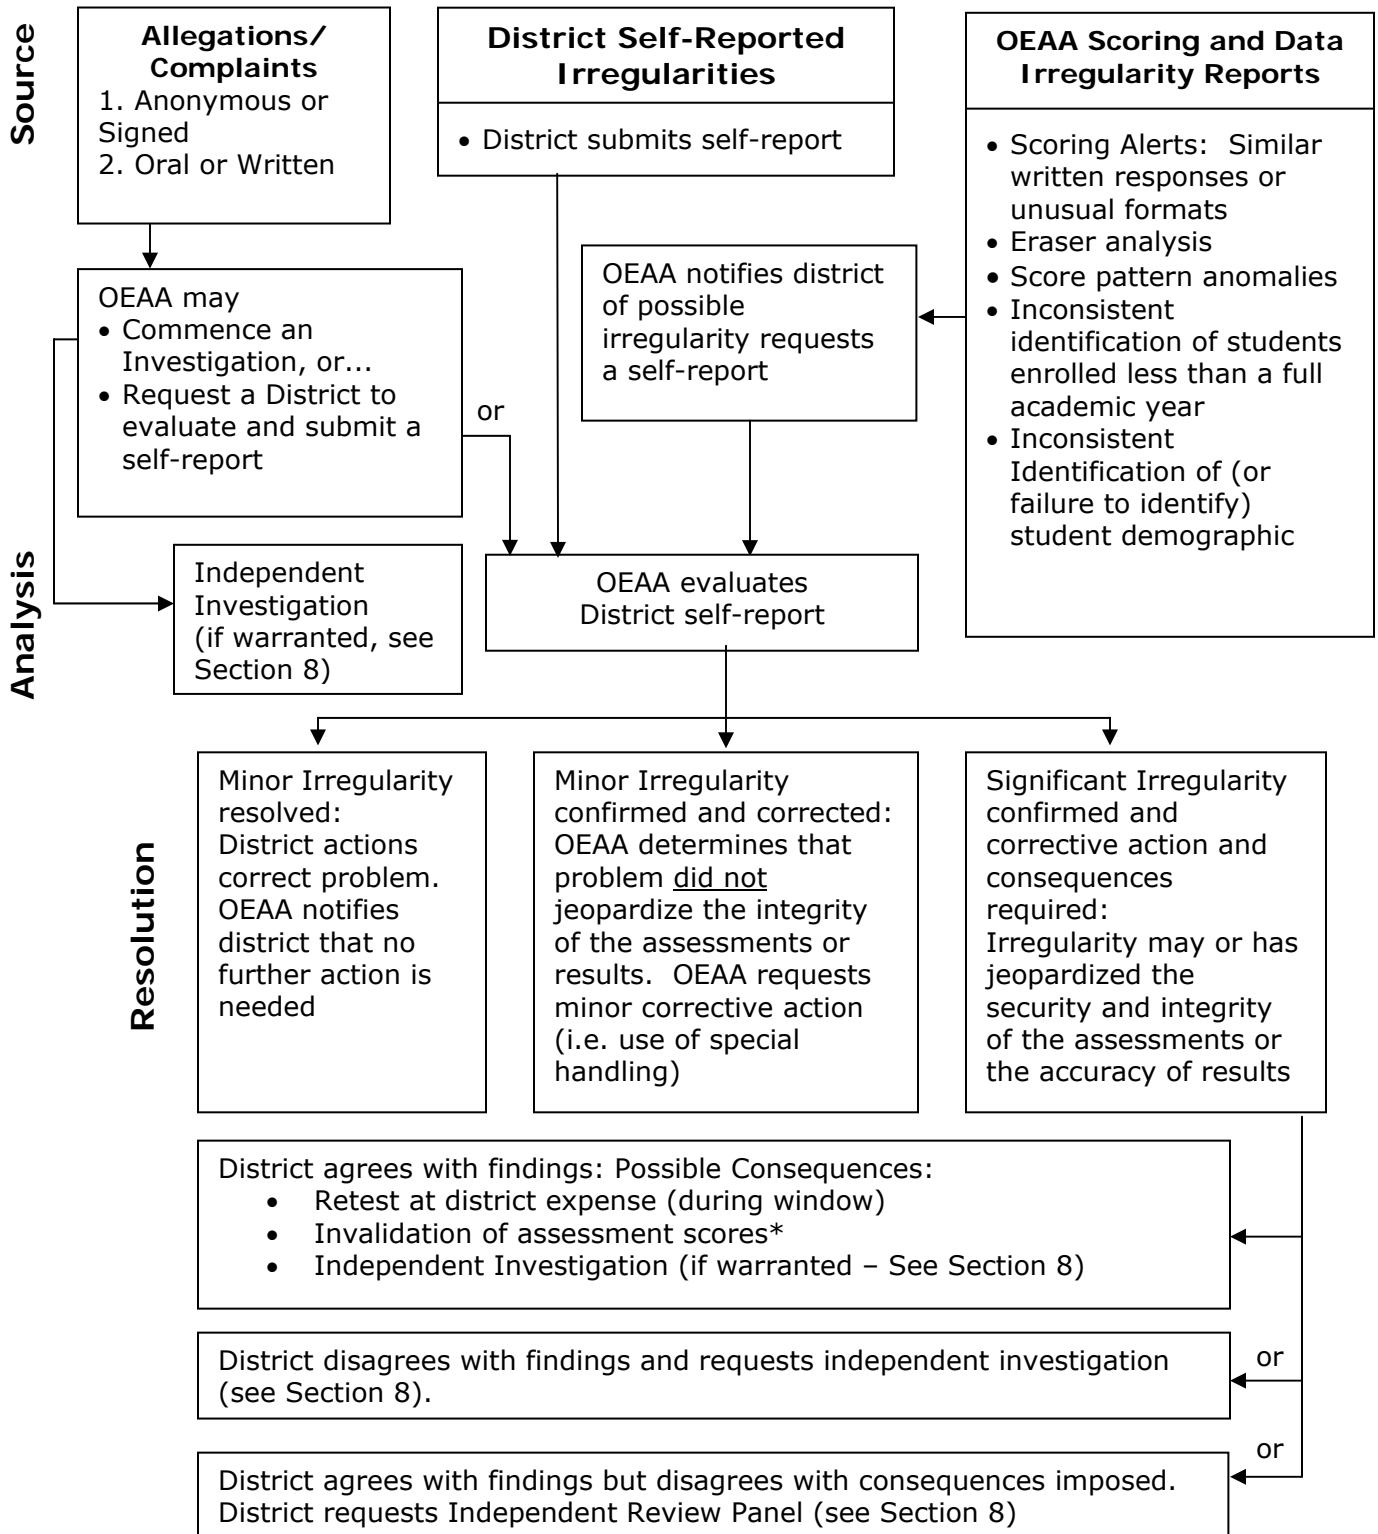 Source
Allegations/
Complaints
1. Anonymous or
Signed
2. Oral or Written
District Self-Reported
Irregularities
• District submits self-report
OEAA Scoring and Data
Irregularity Reports
• Scoring Alerts:  Similar
written responses or
unusual formats
• Eraser analysis
• Score pattern anomalies
• Inconsistent
identification of students
enrolled less than a full
academic year
• Inconsistent
Identification of (or
failure to identify)
student demographic
OEAA notifies district
of possible
irregularity requests
a self-report
OEAA may
• Commence an
Investigation, or...
• Request a District to
evaluate and submit a
self-report
or
Analysis
Independent
Investigation
(if warranted, see
Section 8)
OEAA evaluates
District self-report
Resolution
Minor Irregularity
resolved:
District actions
correct problem.
OEAA notifies
district that no
further action is
needed
Minor Irregularity
confirmed and corrected:
OEAA determines that
problem did not
jeopardize the integrity
of the assessments or
results.  OEAA requests
minor corrective action
(i.e. use of special
handling)
Significant Irregularity
confirmed and
corrective action and
consequences
required:
Irregularity may or has
jeopardized the
security and integrity
of the assessments or
the accuracy of results
District agrees with findings: Possible Consequences:
• Retest at district expense (during window)
• Invalidation of assessment scores*
• Independent Investigation (if warranted – See Section 8)
District disagrees with findings and requests independent investigation
(see Section 8).
or
District agrees with findings but disagrees with consequences imposed.
District requests Independent Review Panel (see Section 8)
or